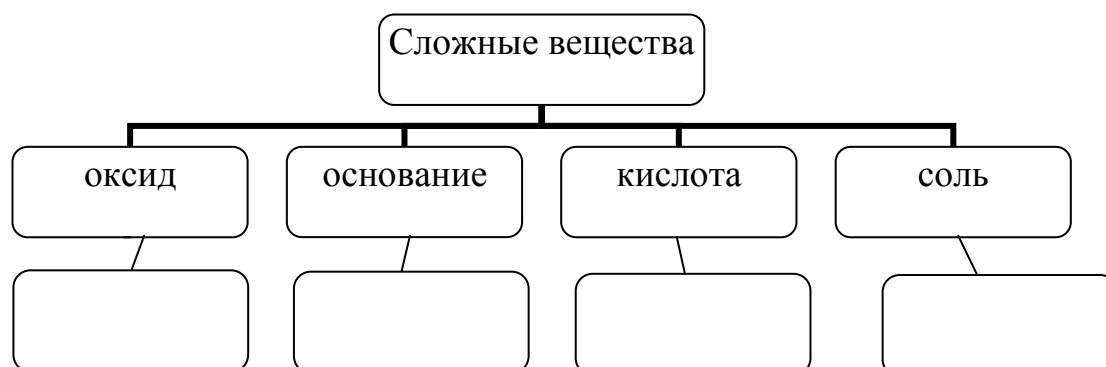 Сложные вещества
оксид
основание
кислота
соль